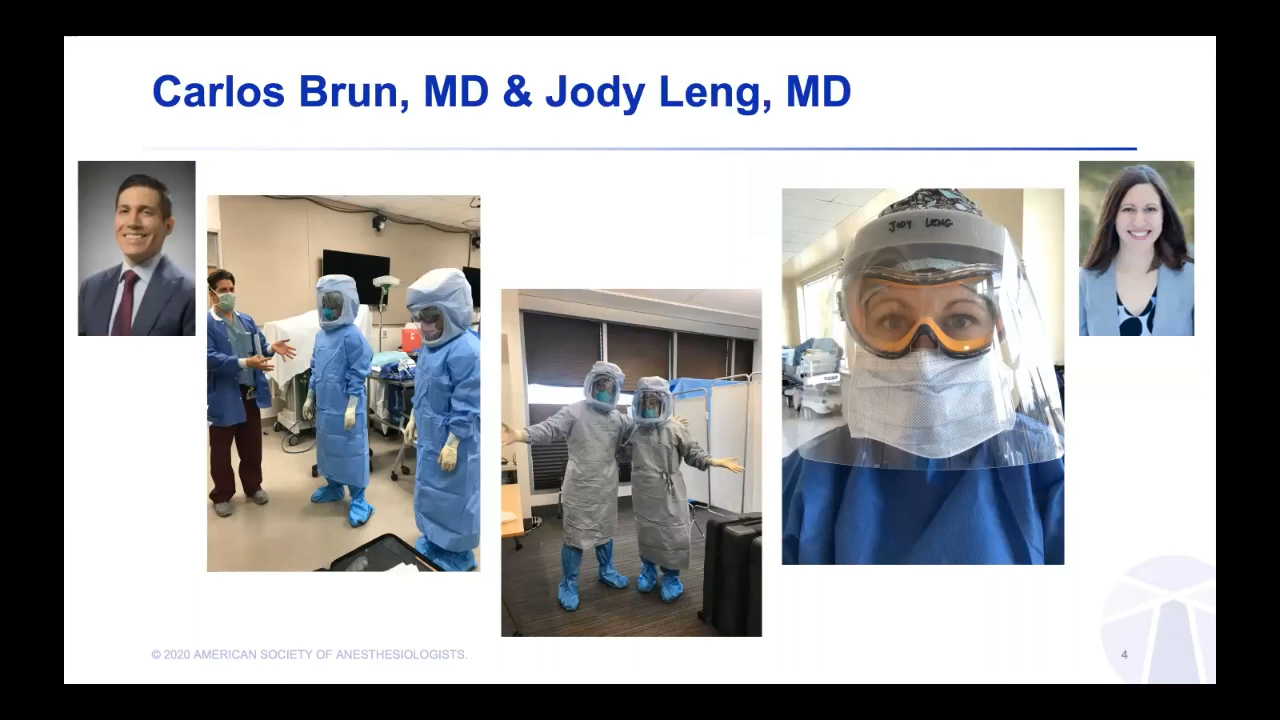 Carlos Brun, MD & Jody Leng, MD
JODY LENG
© 2020 AMERICAN SOCIETY OF ANESTHESIOLOGISTS.
4